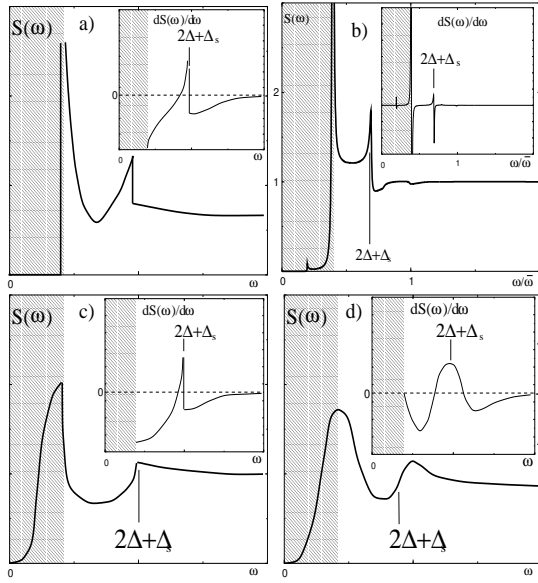 S(ω)
a)
dS(ω)/dω
2Δ+Δs
0
0
ω
ω
S(ω)
b)
dS(ω)/dω
2Δ+Δs
2
1
0
1
ω/ω̄
2Δ+Δs
0
1
ω/ω̄
S(ω)
c)
dS(ω)/dω
2Δ+Δs
0
0
ω
2Δ+Δs
ω
S(ω)
d)
dS(ω)/dω
2Δ+Δs
0
0
ω
2Δ+Δs
ω